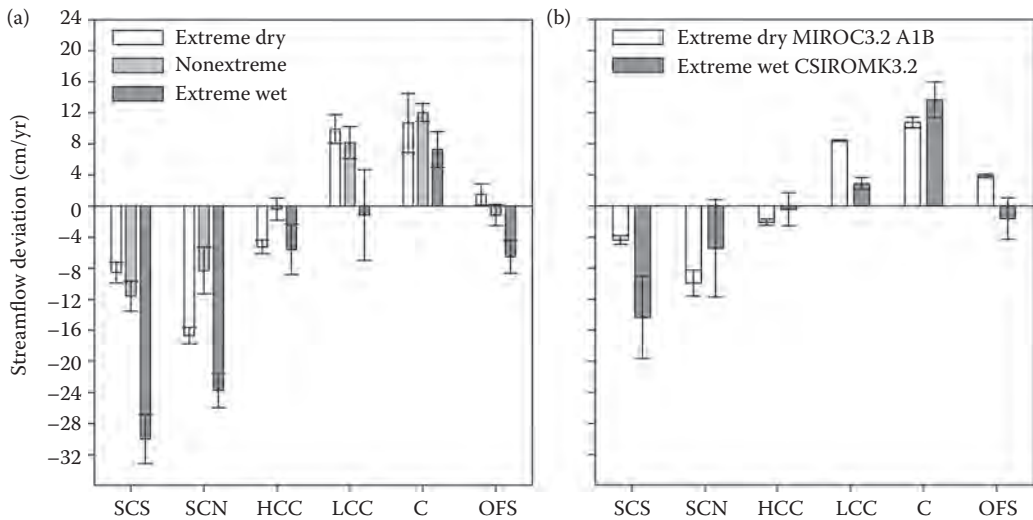 (a)
Streamflow deviation (cm/yr)
24
20
16
12
8
4
0
−4
−8
−12
−16
−20
−24
−28
−32
Extreme dry
Nonextreme
Extreme wet
SCS SCN HCC LCC C OFS
(b)
Extreme dry MIROC3.2 A1B
Extreme wet CSIROMK3.2
SCS SCN HCC LCC C OFS